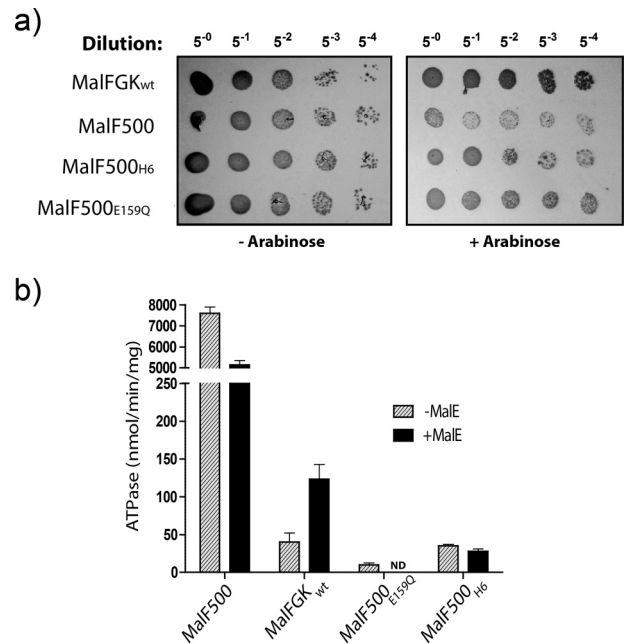 a)
Dilution: 5-0 5-1 5-2 5-3 5-4 5-0 5-1 5-2 5-3 5-4
MalFGKwt
MalF500
MalF500H6
MalF500E159Q
- Arabinose + Arabinose
b)
ATPase (nmol/min/mg)
8000
7000
6000
5000
250
200
150
100
50
0
-MalE
+MalE
ND
MalF500 MalFGKwt MalF500E159Q MalF500H6